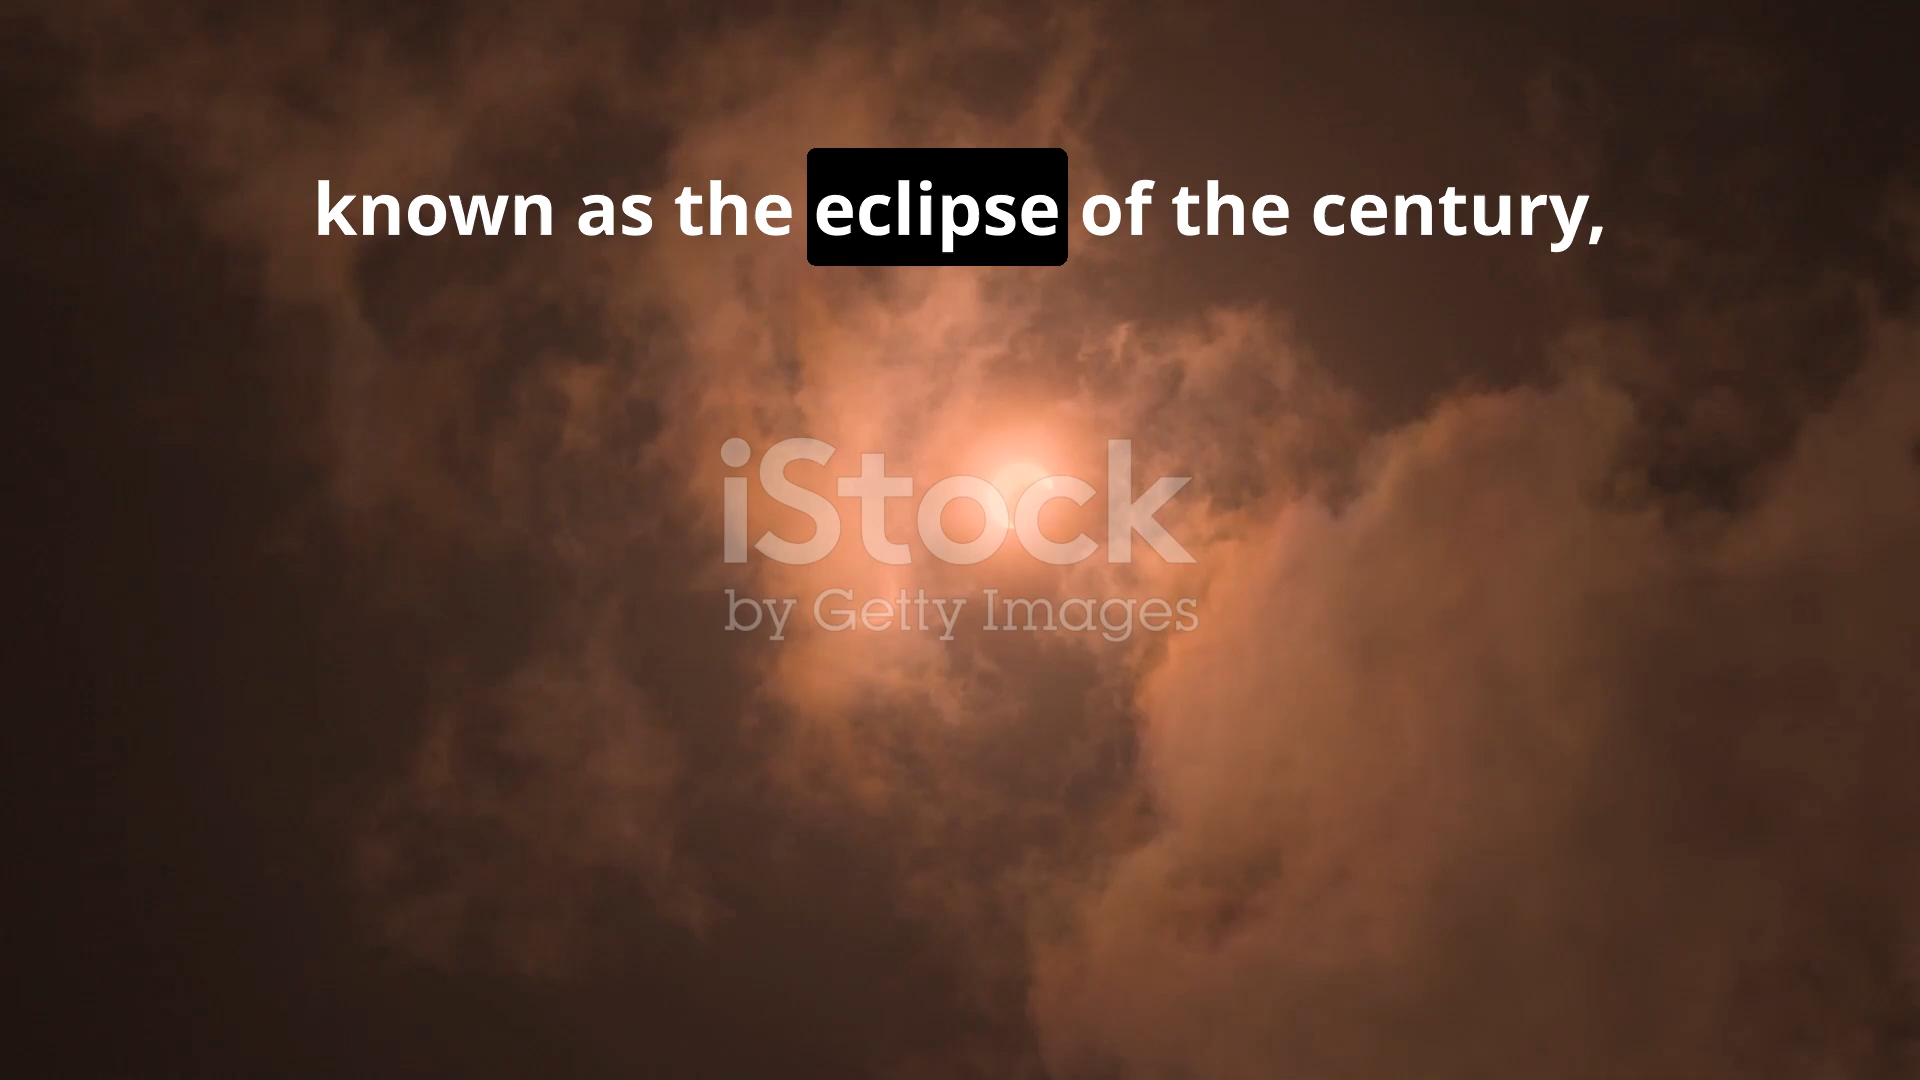 known as the eclipse of the century,
iStock
by Getty Images